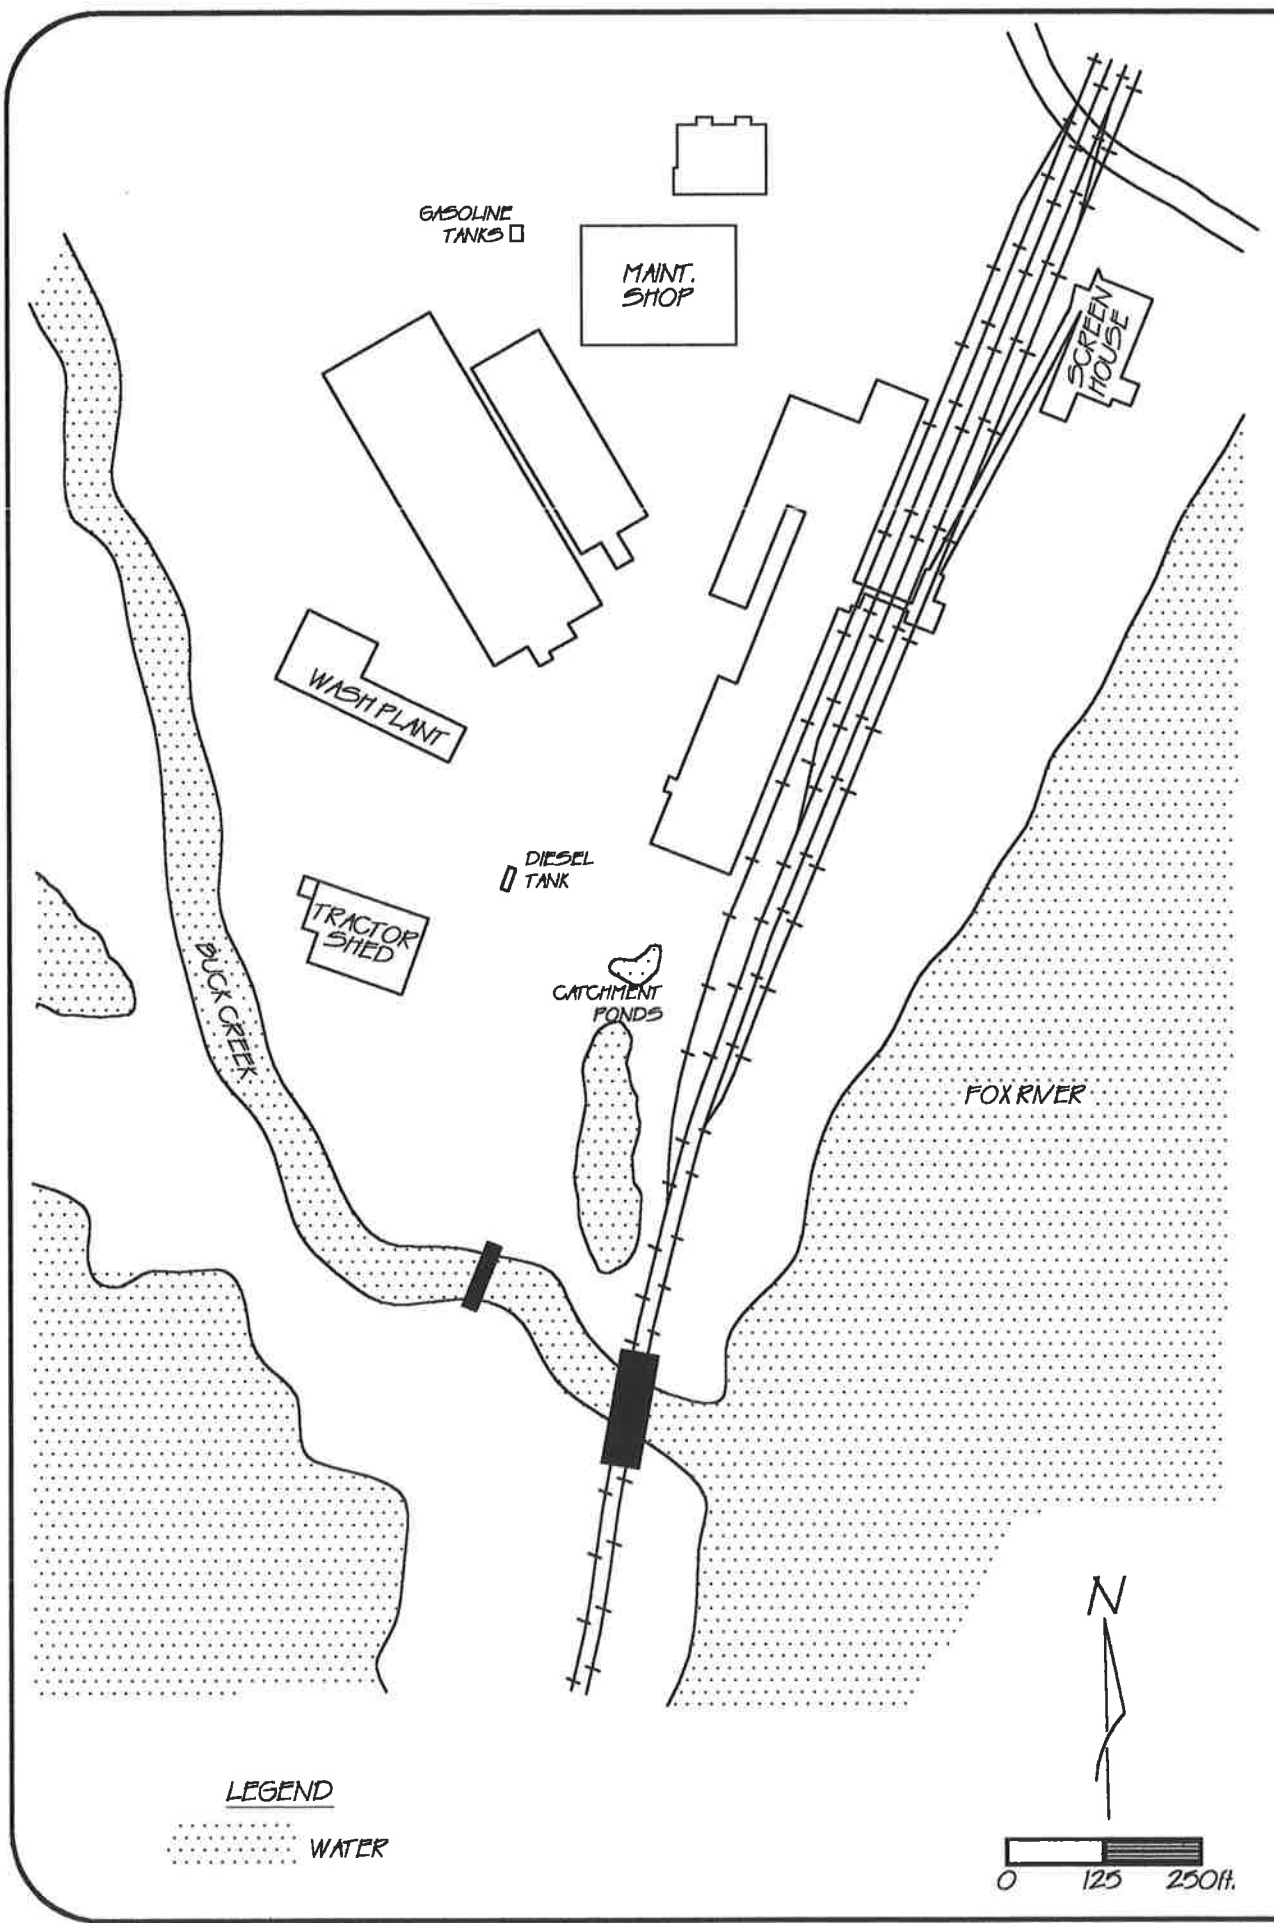 GASOLINE
TANKS
MAINT.
SHOP
SCREEN
HOUSE
WASH PLANT
DIESEL
TANK
TRACTOR
SHED
BUCK CREEK
CATCHMENT
PONDS
FOX RIVER
N
LEGEND
WATER
0 125 250ft.